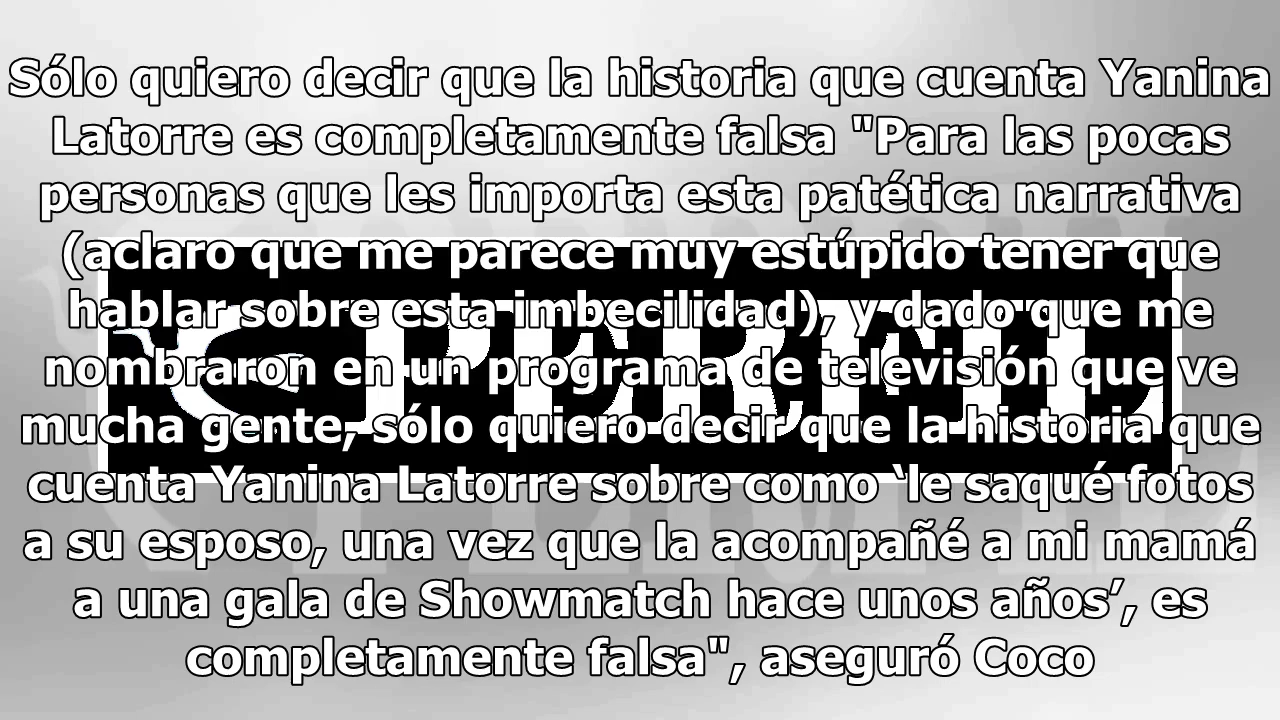 Sólo quiero decir que la historia que cuenta Yanina
Latorre es completamente falsa "Para las pocas
personas que les importa esta patética narrativa
(aclaro que me parece muy estúpido tener que
hablar sobre esta imbecilidad), y dado que me
nombraron en un programa de televisión que ve
mucha gente, sólo quiero decir que la historia que
cuenta Yanina Latorre sobre como ‘le saqué fotos
a su esposo, una vez que la acompañé a mi mamá
a una gala de Showmatch hace unos años’, es
completamente falsa", aseguró Coco
PERFIL